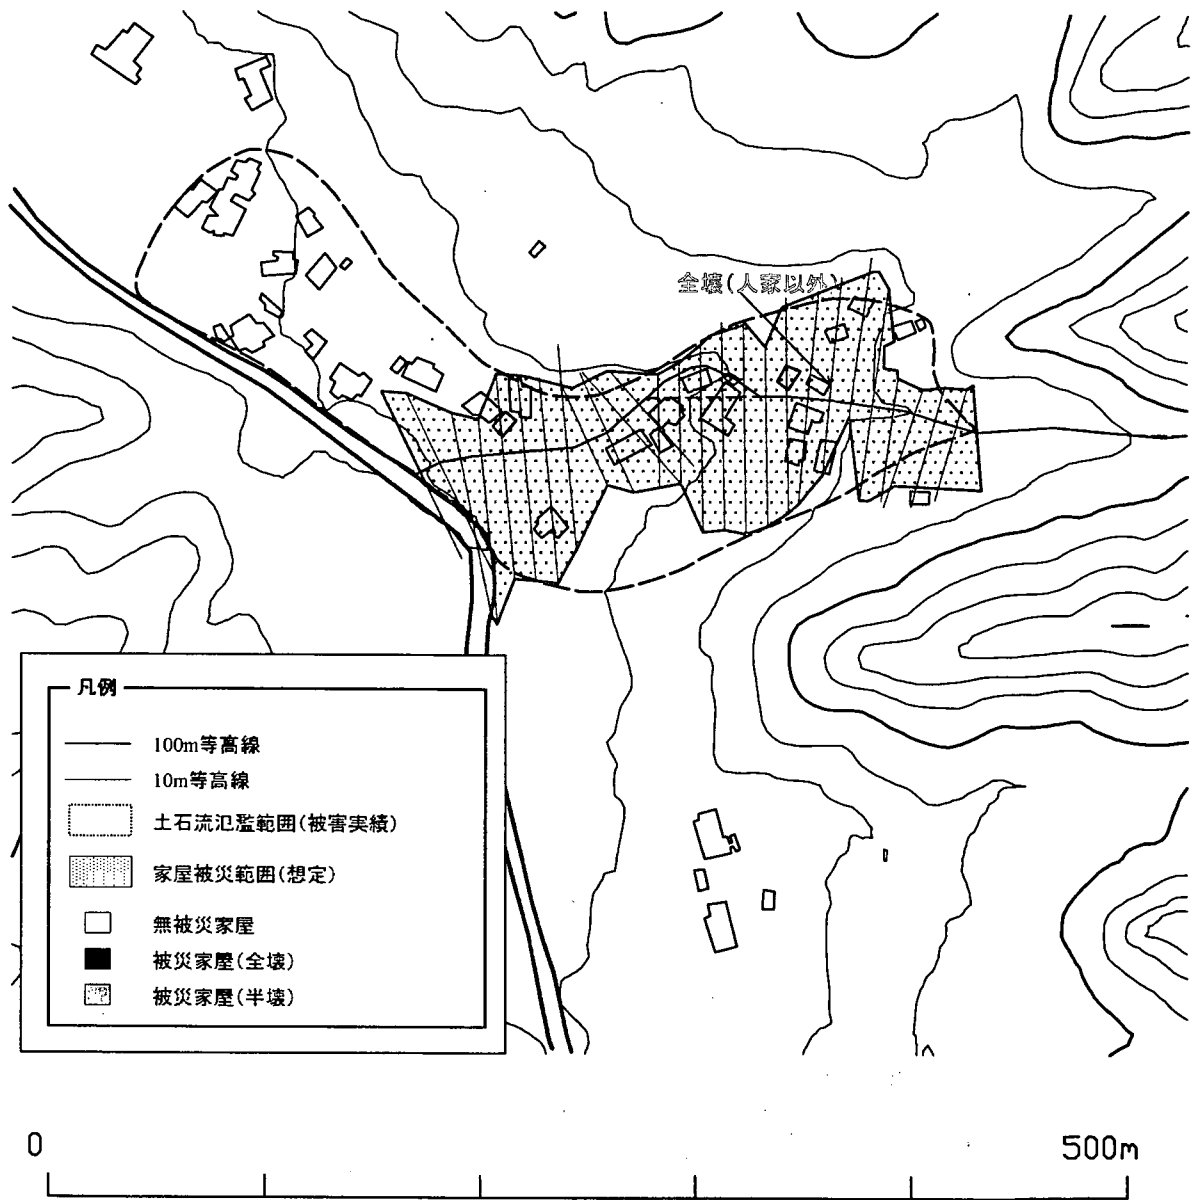 全壊(人家以外)
凡例
100m等高線
10m等高線
土石流氾濫範囲(被害実績)
家屋被災範囲(想定)
無被災家屋
被災家屋(全壊)
被災家屋(半壊)
0
500m